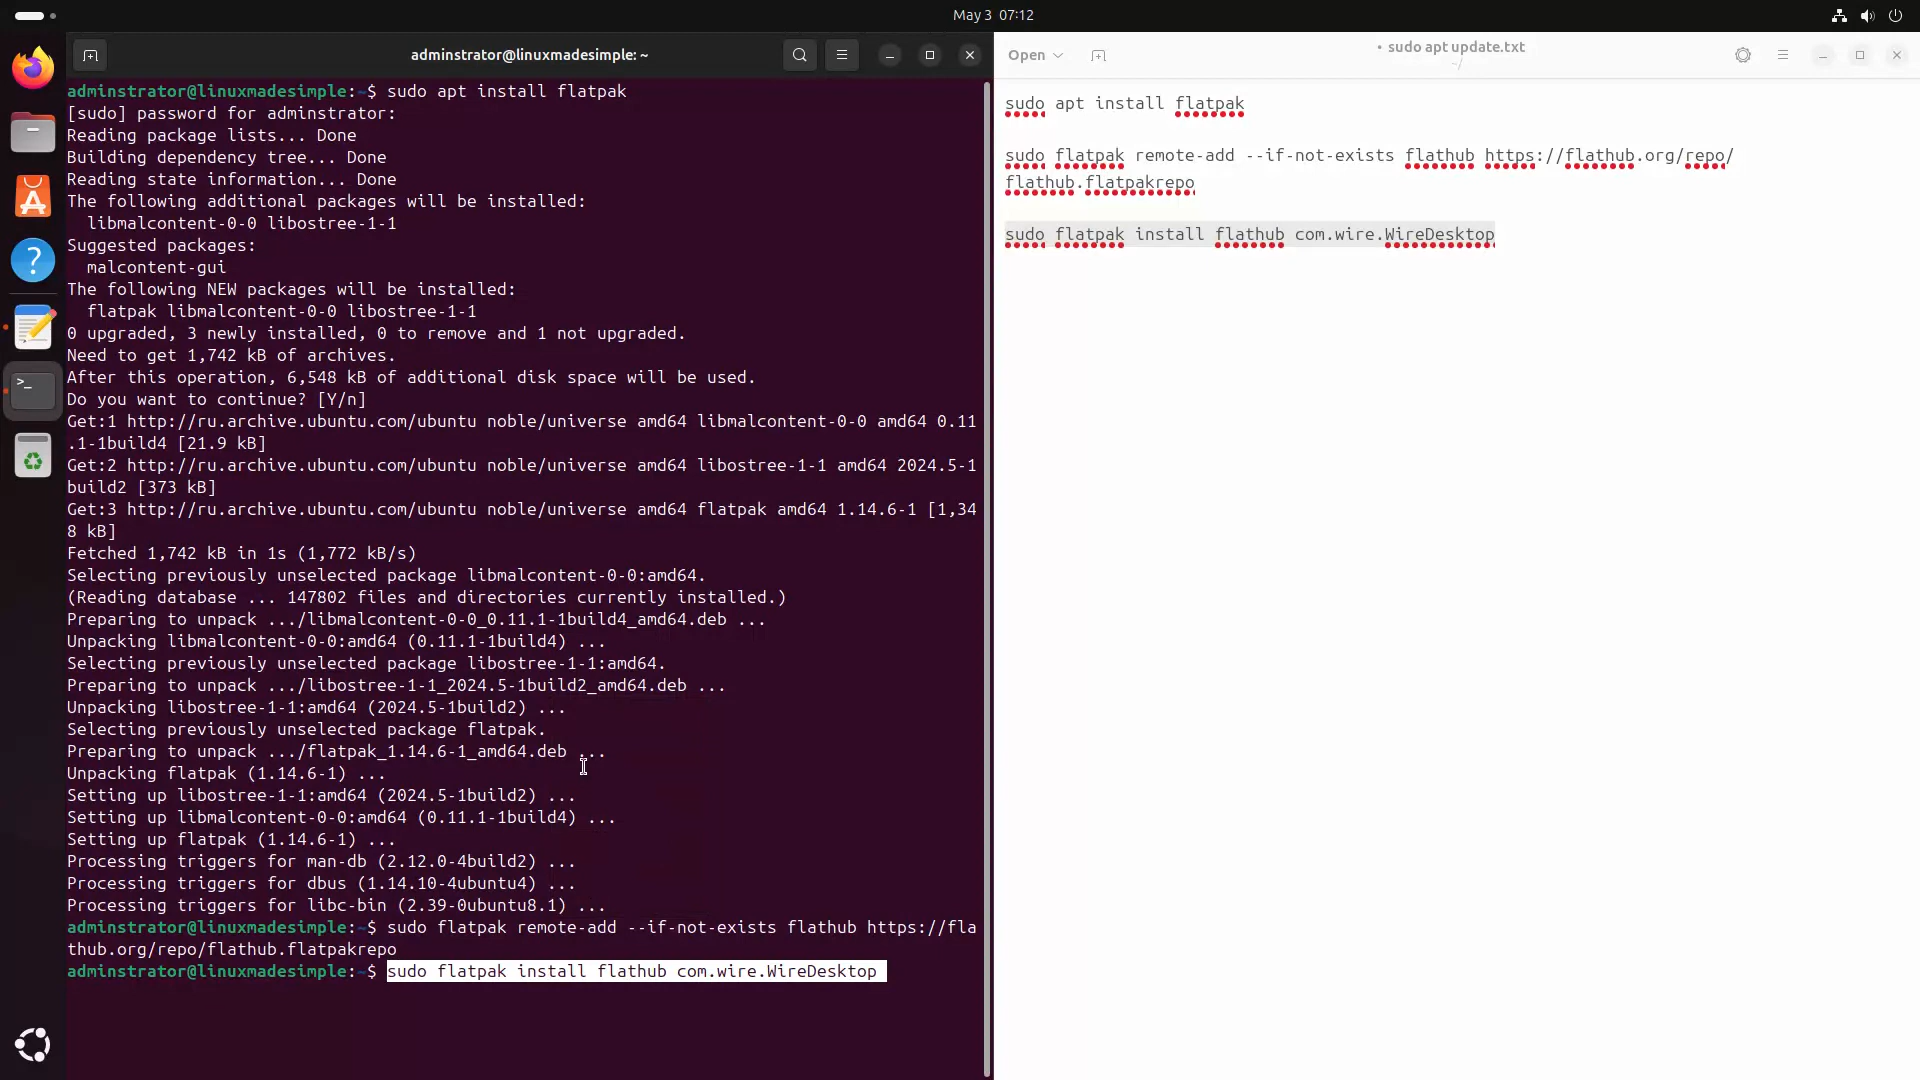 May 3 07:12
adminstrator@linuxmadesimple: ~
adminstrator@linuxmadesimple:~$ sudo apt install flatpak
[sudo] password for adminstrator:
Reading package lists... Done
Building dependency tree... Done
Reading state information... Done
The following additional packages will be installed:
libmalcontent-0-0 libostree-1-1
Suggested packages:
malcontent-gui
The following NEW packages will be installed:
flatpak libmalcontent-0-0 libostree-1-1
0 upgraded, 3 newly installed, 0 to remove and 1 not upgraded.
Need to get 1,742 kB of archives.
After this operation, 6,548 kB of additional disk space will be used.
Do you want to continue? [Y/n]
Get:1 http://ru.archive.ubuntu.com/ubuntu noble/universe amd64 libmalcontent-0-0 amd64 0.11
.1-1build4 [21.9 kB]
Get:2 http://ru.archive.ubuntu.com/ubuntu noble/universe amd64 libostree-1-1 amd64 2024.5-1
build2 [373 kB]
Get:3 http://ru.archive.ubuntu.com/ubuntu noble/universe amd64 flatpak amd64 1.14.6-1 [1,34
8 kB]
Fetched 1,742 kB in 1s (1,772 kB/s)
Selecting previously unselected package libmalcontent-0-0:amd64.
(Reading database ... 147802 files and directories currently installed.)
Preparing to unpack .../libmalcontent-0-0_0.11.1-1build4_amd64.deb ...
Unpacking libmalcontent-0-0:amd64 (0.11.1-1build4) ...
Selecting previously unselected package libostree-1-1:amd64.
Preparing to unpack .../libostree-1-1_2024.5-1build2_amd64.deb ...
Unpacking libostree-1-1:amd64 (2024.5-1build2) ...
Selecting previously unselected package flatpak.
Preparing to unpack .../flatpak_1.14.6-1_amd64.deb ...
Unpacking flatpak (1.14.6-1) ...
Setting up libostree-1-1:amd64 (2024.5-1build2) ...
Setting up libmalcontent-0-0:amd64 (0.11.1-1build4) ...
Setting up flatpak (1.14.6-1) ...
Processing triggers for man-db (2.12.0-4build2) ...
Processing triggers for dbus (1.14.10-4ubuntu4) ...
Processing triggers for libc-bin (2.39-0ubuntu8.1) ...
adminstrator@linuxmadesimple:~$ sudo flatpak remote-add --if-not-exists flathub https://fla
thub.org/repo/flathub.flatpakrepo
adminstrator@linuxmadesimple:~$ sudo flatpak install flathub com.wire.WireDesktop
Open
• sudo apt update.txt
~/
sudo apt install flatpak
sudo flatpak remote-add --if-not-exists flathub https://flathub.org/repo/
flathub.flatpakrepo
sudo flatpak install flathub com.wire.WireDesktop